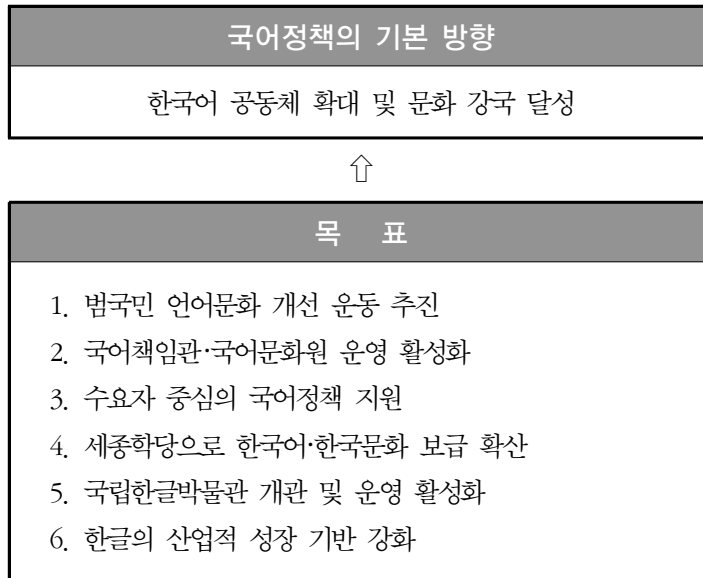 국어정책의 기본 방향
한국어 공동체 확대 및 문화 강국 달성
⇧
목 표
1. 범국민 언어문화 개선 운동 추진
2. 국어책임관·국어문화원 운영 활성화
3. 수요자 중심의 국어정책 지원
4. 세종학당으로 한국어·한국문화 보급 확산
5. 국립한글박물관 개관 및 운영 활성화
6. 한글의 산업적 성장 기반 강화